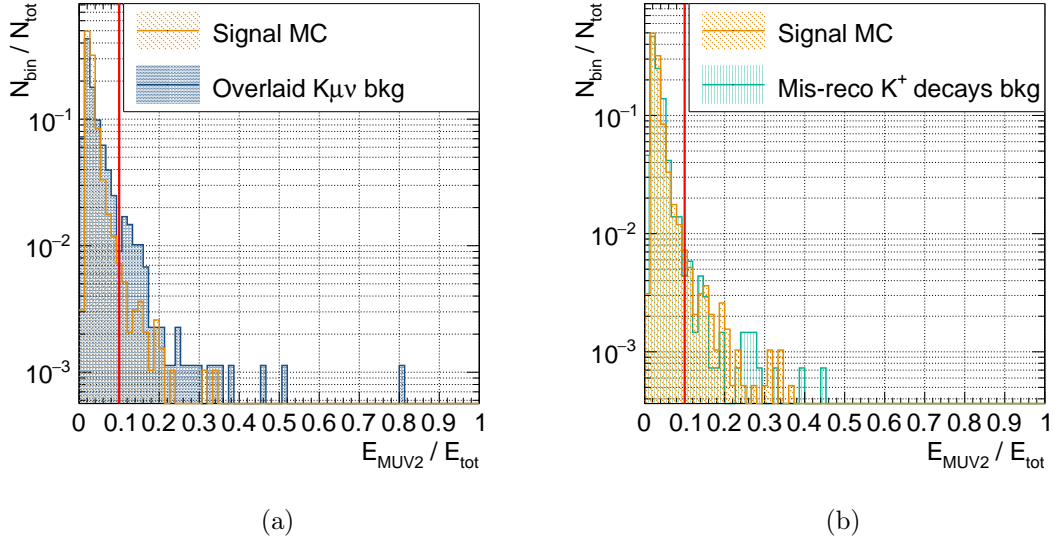 N_bin / N_tot
Signal MC
Overlaid Kμν bkg
10⁻¹
10⁻²
10⁻³
0 0.1 0.2 0.3 0.4 0.5 0.6 0.7 0.8 0.9 1
E_MUV2 / E_tot
(a)
N_bin / N_tot
Signal MC
Mis-reco K⁺ decays bkg
10⁻¹
10⁻²
10⁻³
0 0.1 0.2 0.3 0.4 0.5 0.6 0.7 0.8 0.9 1
E_MUV2 / E_tot
(b)